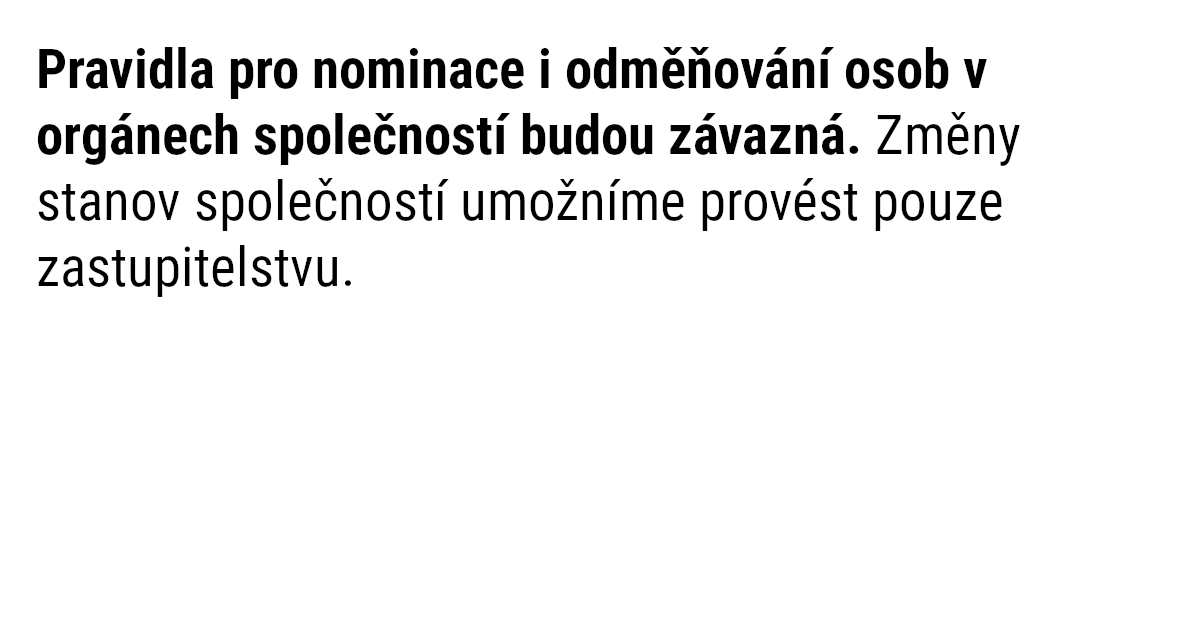 Pravidla pro nominace i odměňování osob v
orgánech společností budou závazná. Změny
stanov společností umožníme provést pouze
zastupitelstvu.